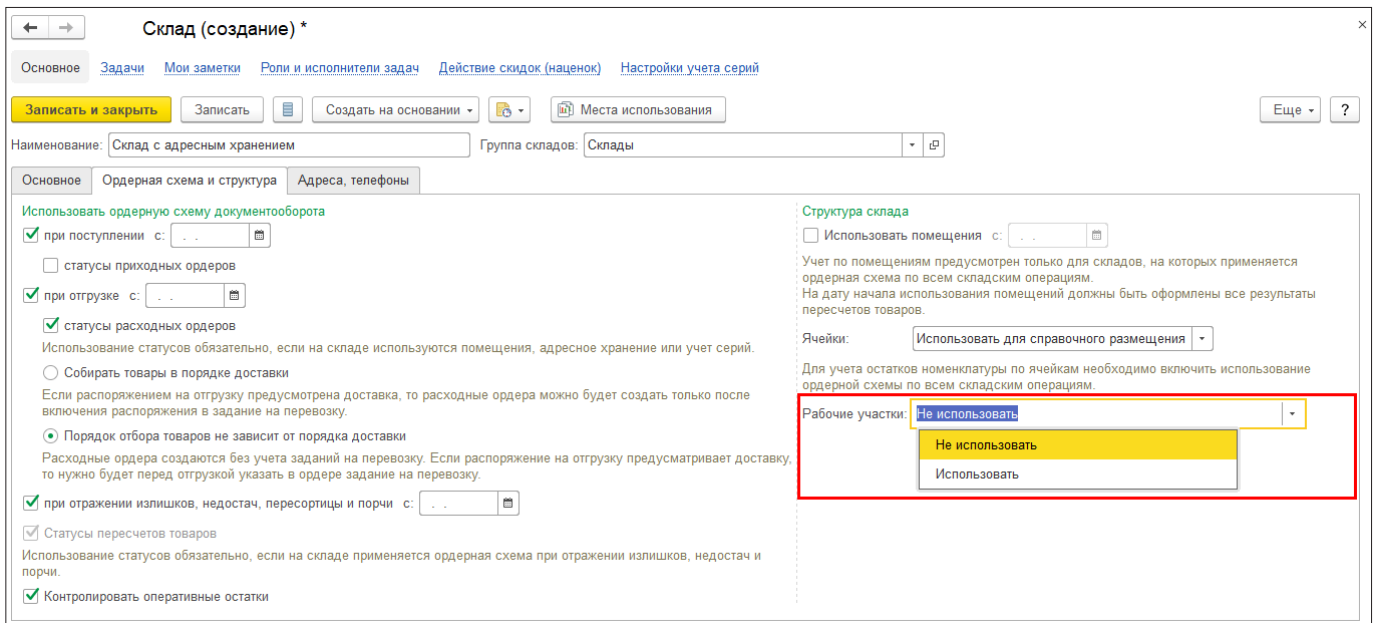 Склад (создание) *
Основное Задачи Мои заметки Роли и исполнители задач Действие скидок (наценок) Настройки учета серий
Записать и закрыть Записать Создать на основании Места использования Еще ?
Наименование: Склад с адресным хранением Группа складов: Склады
Основное Ордерная схема и структура Адреса, телефоны
Использовать ордерную схему документооборота
при поступлении с: . .
статусы приходных ордеров
при отгрузке с: . .
статусы расходных ордеров
Использование статусов обязательно, если на складе используются помещения, адресное хранение или учет серий.
Собирать товары в порядке доставки
Если распоряжением на отгрузку предусмотрена доставка, то расходные ордера можно будет создать только после
включения распоряжения в задание на перевозку.
Порядок отбора товаров не зависит от порядка доставки
Расходные ордера создаются без учета заданий на перевозку. Если распоряжение на отгрузку предусматривает доставку,
то нужно будет перед отгрузкой указать в ордере задание на перевозку.
при отражении излишков, недостач, пересортицы и порчи с: . .
Статусы пересчетов товаров
Использование статусов обязательно, если на складе применяется ордерная схема при отражении излишков, недостач и
порчи.
Контролировать оперативные остатки
Структура склада
Использовать помещения с: . .
Учет по помещениям предусмотрен только для складов, на которых применяется
ордерная схема по всем складским операциям.
На дату начала использования помещений должны быть оформлены все результаты
пересчетов товаров.
Ячейки: Использовать для справочного размещения
Для учета остатков номенклатуры по ячейкам необходимо включить использование
ордерной схемы по всем складским операциям.
Рабочие участки: Не использовать
Не использовать
Использовать